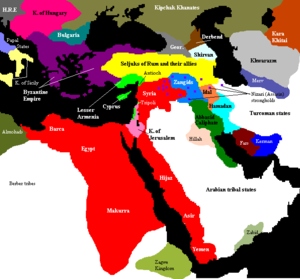 H.R.E
K. of Hungary
Kipchak Khanates
Kara
Khitai
Papal
States
Bulgaria
Georgia
Derbend
Shirvan
Khwarazm
Seljuks of Rum and their allies
K. of Sicily
Antioch
Zangids
Merv
Byzantine
Empire
Cyprus
Syria
Tripoli
Nizari (Assassin)
strongholds
Lesser
Armenia
Hamadan
Turcoman states
Almohads
Barca
K. of
Jerusalem
Abbasid
Caliphate
Egypt
Hillah
Fars
Kerman
Berber tribes
Hijaz
Arabian tribal states
Makurra
Asir
Zabid
Yemen
Zagwe
Kingdom